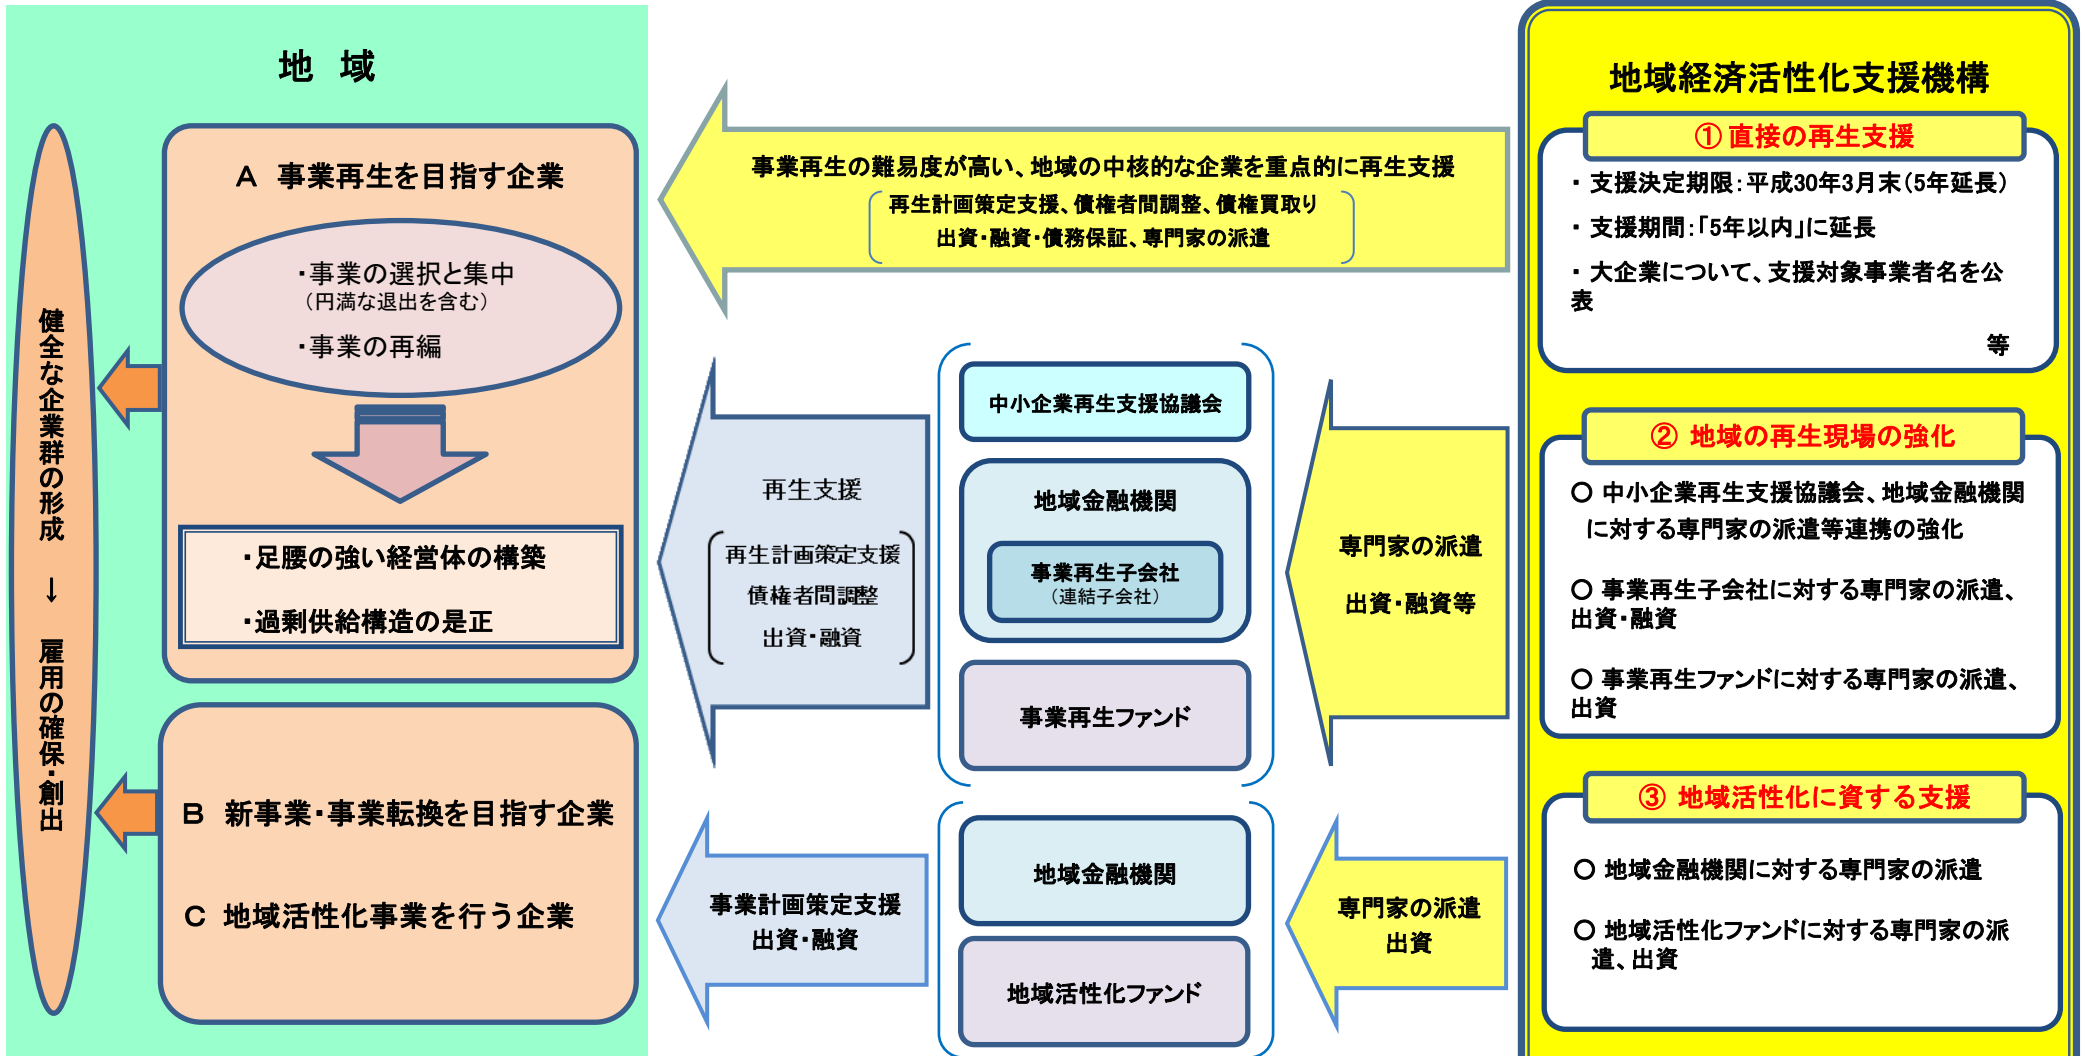 地 域
健全な企業群の形成 ↓ 雇用の確保・創出
A 事業再生を目指す企業
・事業の選択と集中
（円満な退出を含む）
・事業の再編
・足腰の強い経営体の構築
・過剰供給構造の是正
B 新事業・事業転換を目指す企業
C 地域活性化事業を行う企業
事業再生の難易度が高い、地域の中核的な企業を重点的に再生支援
再生計画策定支援、債権者間調整、債権買取り
出資・融資・債務保証、専門家の派遣
再生支援
再生計画策定支援
債権者間調整
出資・融資
中小企業再生支援協議会
地域金融機関
事業再生子会社
（連結子会社）
事業再生ファンド
専門家の派遣
出資・融資等
事業計画策定支援
出資・融資
地域金融機関
地域活性化ファンド
専門家の派遣
出資
地域経済活性化支援機構
① 直接の再生支援
・ 支援決定期限：平成30年3月末（5年延長）
・ 支援期間：「5年以内」に延長
・ 大企業について、支援対象事業者名を公
表
等
② 地域の再生現場の強化
○ 中小企業再生支援協議会、地域金融機関
に対する専門家の派遣等連携の強化
○ 事業再生子会社に対する専門家の派遣、
出資・融資
○ 事業再生ファンドに対する専門家の派遣、
出資
③ 地域活性化に資する支援
○ 地域金融機関に対する専門家の派遣
○ 地域活性化ファンドに対する専門家の派
遣、出資